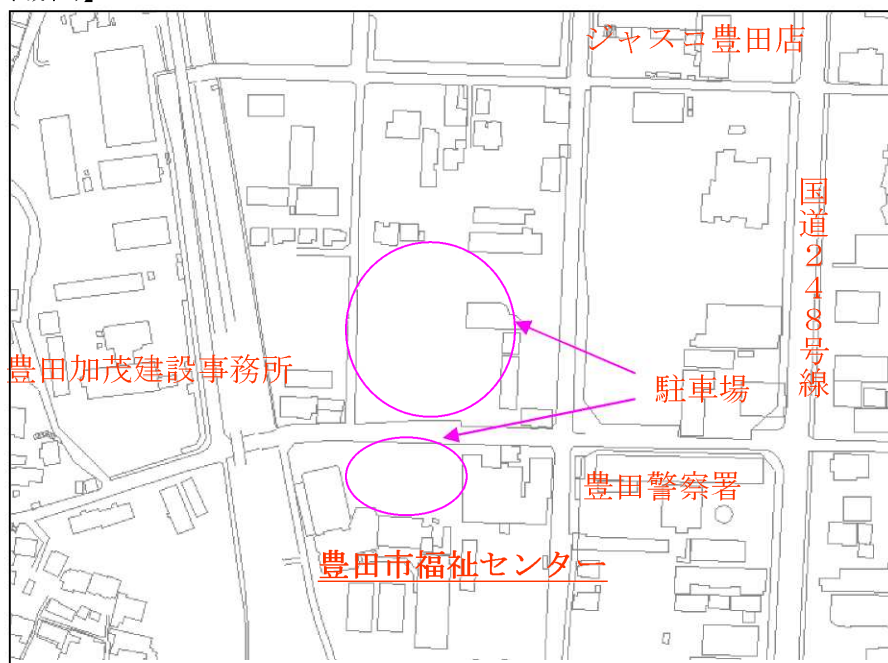 ジャスコ豊田店
国道248号線
豊田加茂建設事務所
駐車場
豊田警察署
豊田市福祉センター